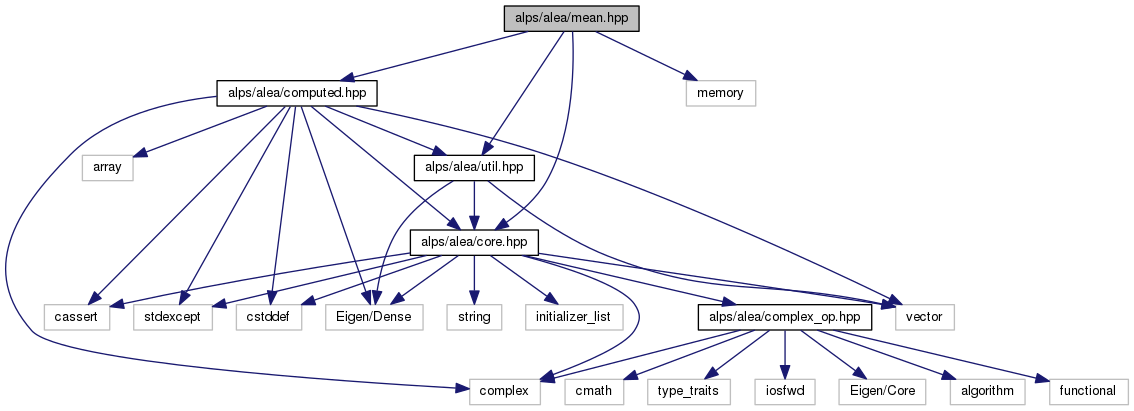 alps/alea/mean.hpp
alps/alea/computed.hpp
memory
array
alps/alea/util.hpp
alps/alea/core.hpp
cassert
stdexcept
cstddef
Eigen/Dense
string
initializer_list
alps/alea/complex_op.hpp
vector
complex
cmath
type_traits
iosfwd
Eigen/Core
algorithm
functional